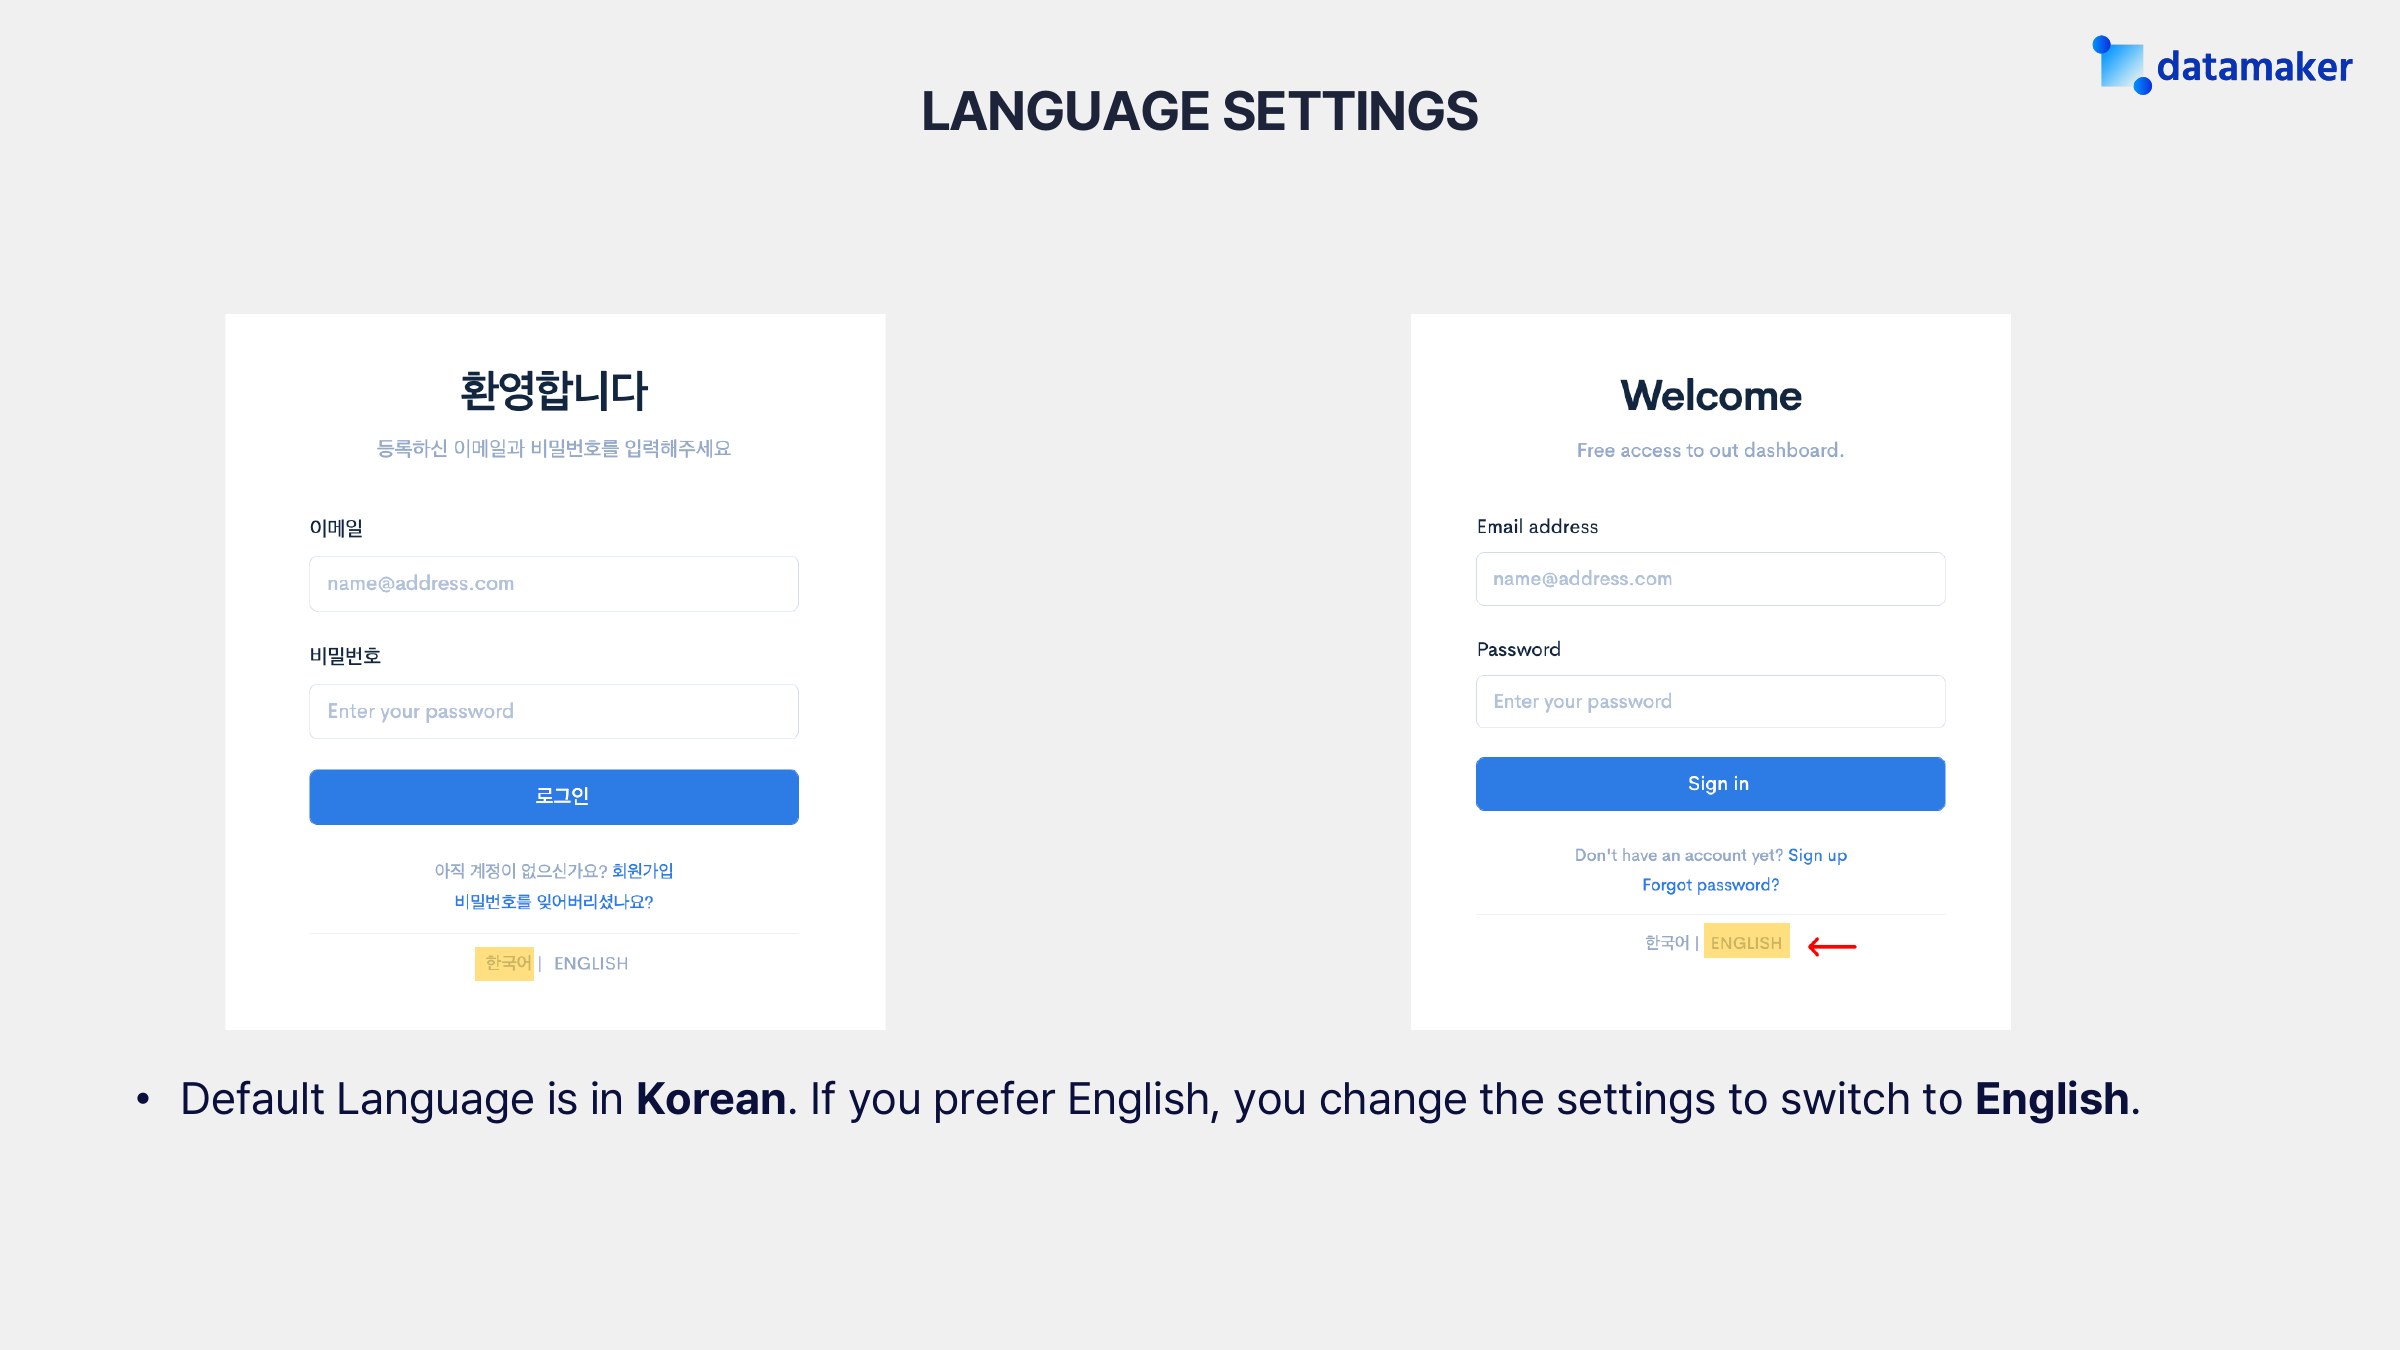 datamaker
LANGUAGE SETTINGS
환영합니다
등록하신 이메일과 비밀번호를 입력해주세요
이메일
name@address.com
비밀번호
Enter your password
로그인
아직 계정이 없으신가요? 회원가입
비밀번호를 잊어버리셨나요?
한국어 | ENGLISH
Welcome
Free access to out dashboard.
Email address
name@address.com
Password
Enter your password
Sign in
Don't have an account yet? Sign up
Forgot password?
한국어 | ENGLISH
• Default Language is in Korean. If you prefer English, you change the settings to switch to English.